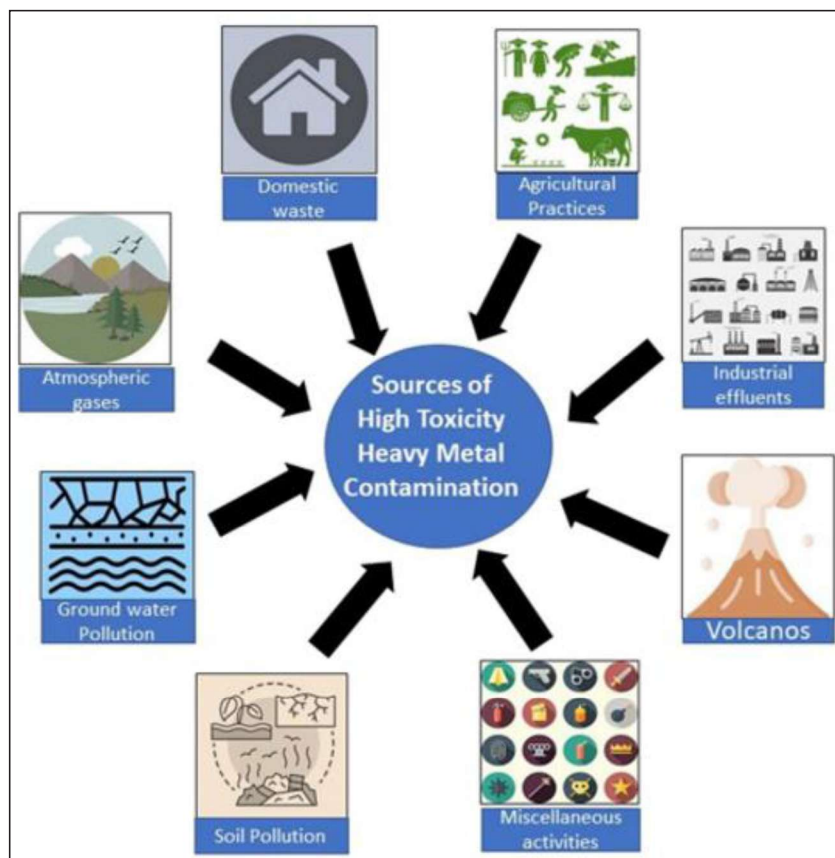 Domestic
waste
Agricultural
Practices
Atmospheric
gases
Industrial
effluents
Sources of
High Toxicity
Heavy Metal
Contamination
Ground water
Pollution
Volcanos
Soil Pollution
Miscellaneous
activities